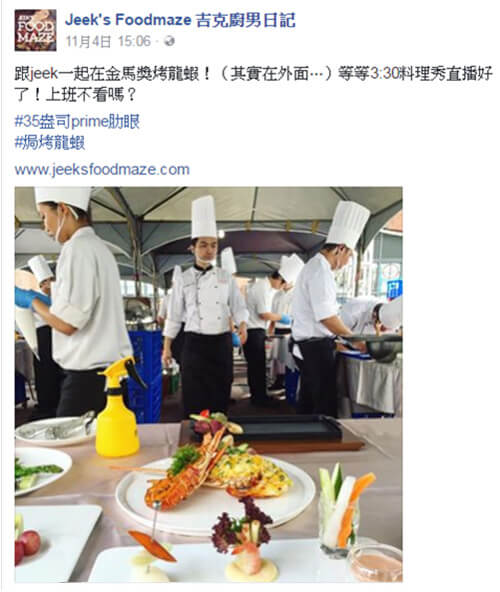 JEEK'S
FOOD
MAZE
Jeek's Foodmaze 吉克廚男日記
11月4日 15:06 ·
跟jeek一起在金馬獎烤龍蝦！（其實在外面⋯）等等3:30料理秀直播好
了！上班不看嗎？
#35盎司prime肋眼
#焗烤龍蝦
www.jeeksfoodmaze.com